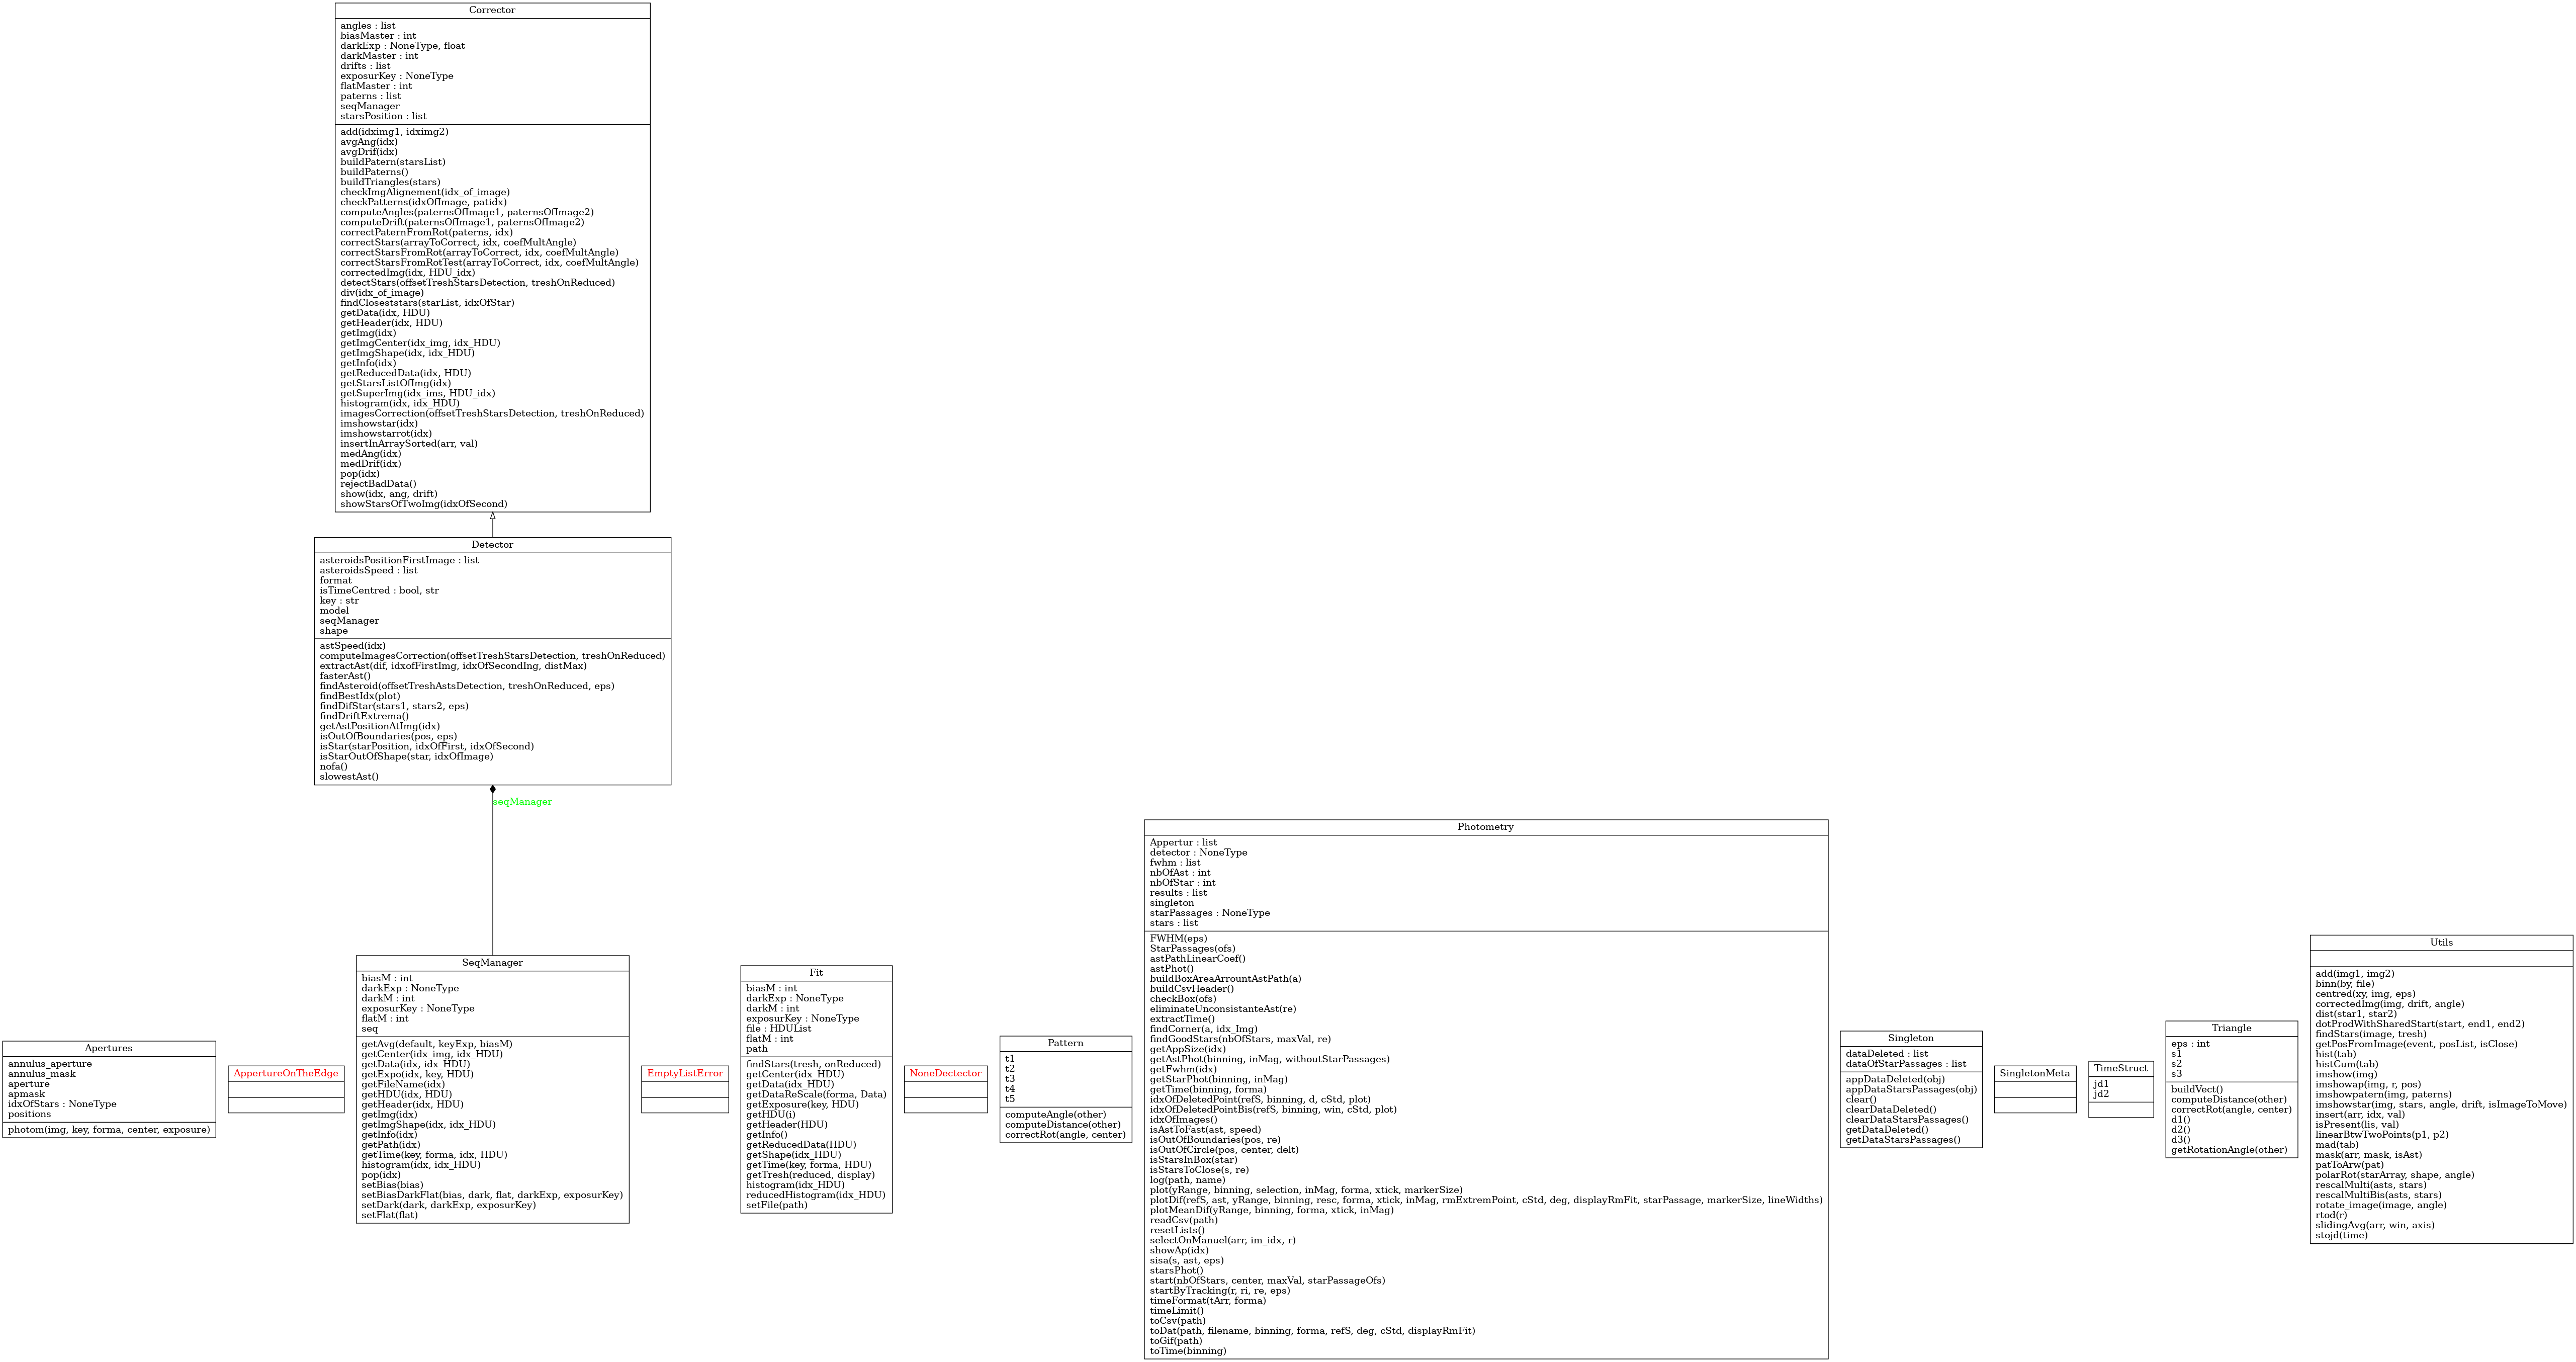 Corrector
angles : list
biasMaster : int
darkExp : NoneType, float
darkMaster : int
drifts : list
exposurKey : NoneType
flatMaster : int
paterns : list
seqManager
starsPosition : list
add(idximg1, idximg2)
avgAng(idx)
avgDrif(idx)
buildPatern(starsList)
buildPaterns()
buildTriangles(stars)
checkImgAlignement(idx_of_image)
checkPatterns(idxOfImage, patidx)
computeAngles(paternsOfImage1, paternsOfImage2)
computeDrift(paternsOfImage1, paternsOfImage2)
correctPaternFromRot(paterns, idx)
correctStars(arrayToCorrect, idx, coefMultAngle)
correctStarsFromRot(arrayToCorrect, idx, coefMultAngle)
correctStarsFromRotTest(arrayToCorrect, idx, coefMultAngle)
correctedImg(idx, HDU_idx)
detectStars(offsetTreshStarsDetection, treshOnReduced)
div(idx_of_image)
findCloseststars(starList, idxOfStar)
getData(idx, HDU)
getHeader(idx, HDU)
getImg(idx)
getImgCenter(idx_img, idx_HDU)
getImgShape(idx, idx_HDU)
getInfo(idx)
getReducedData(idx, HDU)
getStarsListOfImg(idx)
getSuperImg(idx_ims, HDU_idx)
histogram(idx, idx_HDU)
imagesCorrection(offsetTreshStarsDetection, treshOnReduced)
imshowstar(idx)
imshowstarrot(idx)
insertInArraySorted(arr, val)
medAng(idx)
medDrif(idx)
pop(idx)
rejectBadData()
show(idx, ang, drift)
showStarsOfTwoImg(idxOfSecond)
Detector
asteroidsPositionFirstImage : list
asteroidsSpeed : list
format
isTimeCentred : bool, str
key : str
model
seqManager
shape
astSpeed(idx)
computeImagesCorrection(offsetTreshStarsDetection, treshOnReduced)
extractAst(dif, idxofFirstImg, idxOfSecondIng, distMax)
fasterAst()
findAsteroid(offsetTreshAstsDetection, treshOnReduced, eps)
findBestIdx(plot)
findDifStar(stars1, stars2, eps)
findDriftExtrema()
getAstPositionAtImg(idx)
isOutOfBoundaries(pos, eps)
isStar(starPosition, idxOfFirst, idxOfSecond)
isStarOutOfShape(star, idxOfImage)
nofa()
slowestAst()
seqManager
Apertures
annulus_aperture
annulus_mask
aperture
apmask
idxOfStars : NoneType
positions
photom(img, key, forma, center, exposure)
AppertureOnTheEdge
SeqManager
biasM : int
darkExp : NoneType
darkM : int
exposurKey : NoneType
flatM : int
seq
getAvg(default, keyExp, biasM)
getCenter(idx_img, idx_HDU)
getData(idx, idx_HDU)
getExpo(idx, key, HDU)
getFileName(idx)
getHDU(idx, HDU)
getHeader(idx, HDU)
getImg(idx)
getImgShape(idx, idx_HDU)
getInfo(idx)
getPath(idx)
getTime(key, forma, idx, HDU)
histogram(idx, idx_HDU)
pop(idx)
setBias(bias)
setBiasDarkFlat(bias, dark, flat, darkExp, exposurKey)
setDark(dark, darkExp, exposurKey)
setFlat(flat)
EmptyListError
Fit
biasM : int
darkExp : NoneType
darkM : int
exposurKey : NoneType
file : HDUList
flatM : int
path
findStars(tresh, onReduced)
getCenter(idx_HDU)
getData(idx_HDU)
getDataReScale(forma, Data)
getExposure(key, HDU)
getHDU(i)
getHeader(HDU)
getInfo()
getReducedData(HDU)
getShape(idx_HDU)
getTime(key, forma, HDU)
getTresh(reduced, display)
histogram(idx_HDU)
reducedHistogram(idx_HDU)
setFile(path)
NoneDectector
Pattern
t1
t2
t3
t4
t5
computeAngle(other)
computeDistance(other)
correctRot(angle, center)
Photometry
Appertur : list
detector : NoneType
fwhm : list
nbOfAst : int
nbOfStar : int
results : list
singleton
starPassages : NoneType
stars : list
FWHM(eps)
StarPassages(ofs)
astPathLinearCoef()
astPhot()
buildBoxAreaArrountAstPath(a)
buildCsvHeader()
checkBox(ofs)
eliminateUnconsistanteAst(re)
extractTime()
findCorner(a, idx_Img)
findGoodStars(nbOfStars, maxVal, re)
getAppSize(idx)
getAstPhot(binning, inMag, withoutStarPassages)
getFwhm(idx)
getStarPhot(binning, inMag)
getTime(binning, forma)
idxOfDeletedPoint(refS, binning, d, cStd, plot)
idxOfDeletedPointBis(refS, binning, win, cStd, plot)
idxOfImages()
isAstToFast(ast, speed)
isOutOfBoundaries(pos, re)
isOutOfCircle(pos, center, delt)
isStarsInBox(star)
isStarsToClose(s, re)
log(path, name)
plot(yRange, binning, selection, inMag, forma, xtick, markerSize)
plotDif(refS, ast, yRange, binning, resc, forma, xtick, inMag, rmExtremPoint, cStd, deg, displayRmFit, starPassage, markerSize, lineWidths)
plotMeanDif(yRange, binning, forma, xtick, inMag)
readCsv(path)
resetLists()
selectOnManuel(arr, im_idx, r)
showAp(idx)
sisa(s, ast, eps)
starsPhot()
start(nbOfStars, center, maxVal, starPassageOfs)
startByTracking(r, ri, re, eps)
timeFormat(tArr, forma)
timeLimit()
toCsv(path)
toDat(path, filename, binning, forma, refS, deg, cStd, displayRmFit)
toGif(path)
toTime(binning)
Singleton
dataDeleted : list
dataOfStarPassages : list
appDataDeleted(obj)
appDataStarsPassages(obj)
clear()
clearDataDeleted()
clearDataStarsPassages()
getDataDeleted()
getDataStarsPassages()
SingletonMeta
TimeStruct
jd1
jd2
Triangle
eps : int
s1
s2
s3
buildVect()
computeDistance(other)
correctRot(angle, center)
d1()
d2()
d3()
getRotationAngle(other)
Utils
add(img1, img2)
binn(by, file)
centred(xy, img, eps)
correctedImg(img, drift, angle)
dist(star1, star2)
dotProdWithSharedStart(start, end1, end2)
findStars(image, tresh)
getPosFromImage(event, posList, isClose)
hist(tab)
histCum(tab)
imshow(img)
imshowap(img, r, pos)
imshowpatern(img, paterns)
imshowstar(img, stars, angle, drift, isImageToMove)
insert(arr, idx, val)
isPresent(lis, val)
linearBtwTwoPoints(p1, p2)
mad(tab)
mask(arr, mask, isAst)
patToArw(pat)
polarRot(starArray, shape, angle)
rescalMulti(asts, stars)
rescalMultiBis(asts, stars)
rotate_image(image, angle)
rtod(r)
slidingAvg(arr, win, axis)
stojd(time)